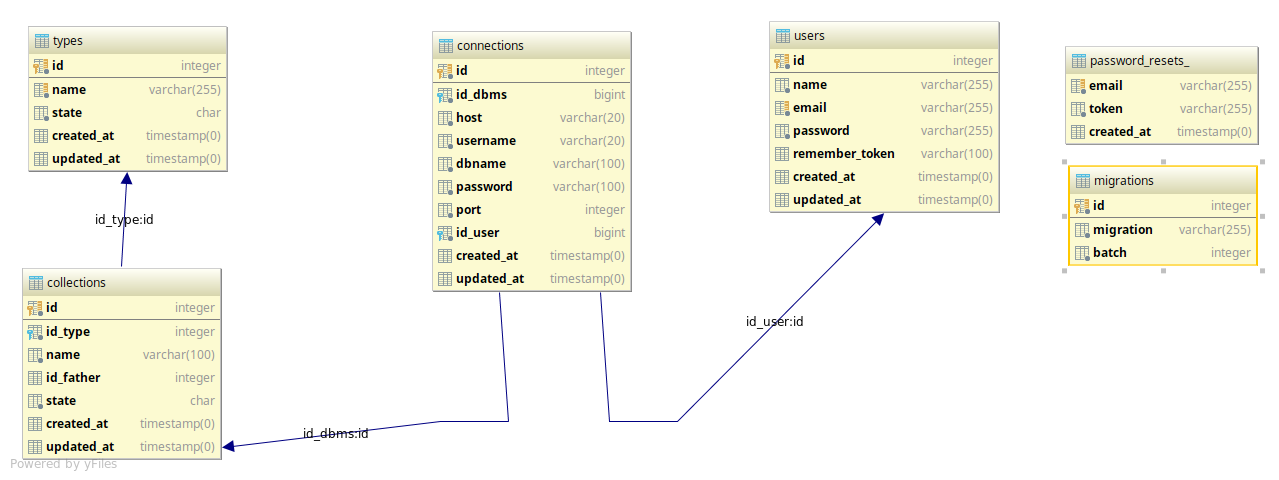 types
id integer
name varchar(255)
state char
created_at timestamp(0)
updated_at timestamp(0)
id_type:id
collections
id integer
id_type integer
name varchar(100)
id_father integer
state char
created_at timestamp(0)
updated_at timestamp(0)
connections
id integer
id_dbms bigint
host varchar(20)
username varchar(20)
dbname varchar(100)
password varchar(100)
port integer
id_user bigint
created_at timestamp(0)
updated_at timestamp(0)
id_dbms:id
users
id integer
name varchar(255)
email varchar(255)
password varchar(255)
remember_token varchar(100)
created_at timestamp(0)
updated_at timestamp(0)
id_user:id
password_resets_
email varchar(255)
token varchar(255)
created_at timestamp(0)
migrations
id integer
migration varchar(255)
batch integer
Powered by yFiles